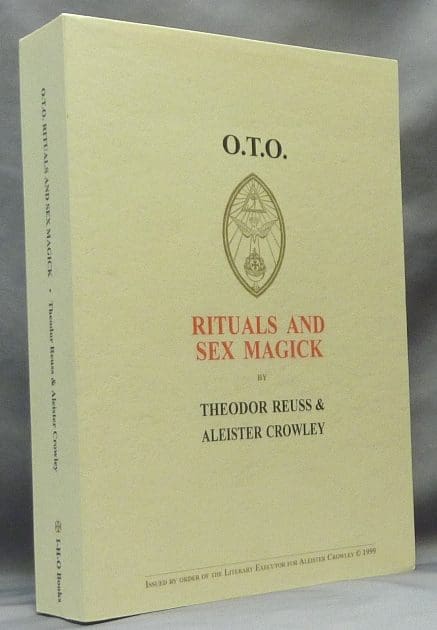 O.T.O.
RITUALS AND
SEX MAGICK
BY
THEODOR REUSS &
ALEISTER CROWLEY
ISSUED BY ORDER OF THE LITERARY EXECUTOR FOR ALEISTER CROWLEY © 1999
O.T.O. RITUALS AND SEX MAGICK • Theodor Reuss & Aleister Crowley I-H-O Books